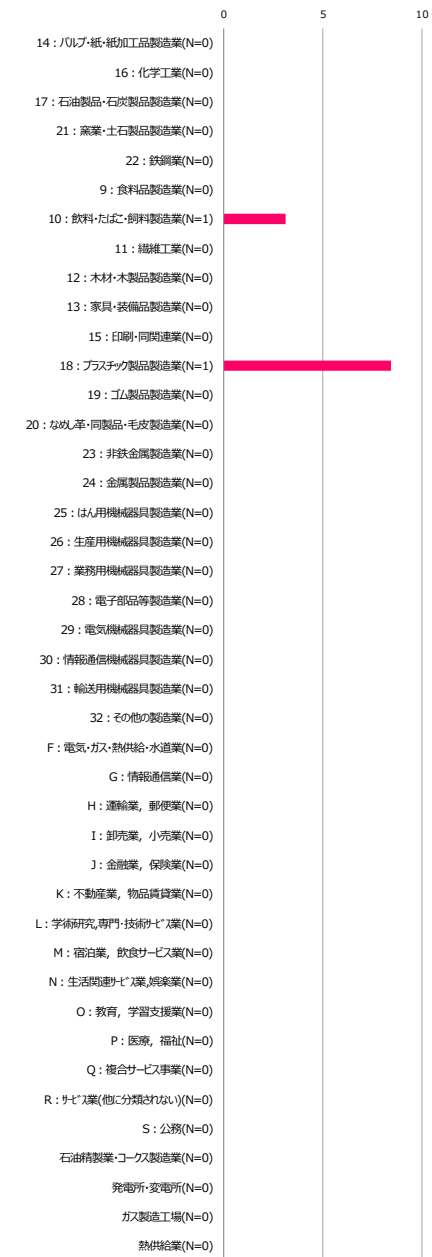 0 5 10
14：パルプ・紙・紙加工品製造業(N=0)
16：化学工業(N=0)
17：石油製品・石炭製品製造業(N=0)
21：窯業・土石製品製造業(N=0)
22：鉄鋼業(N=0)
9：食料品製造業(N=0)
10：飲料・たばこ・飼料製造業(N=1)
11：繊維工業(N=0)
12：木材・木製品製造業(N=0)
13：家具・装備品製造業(N=0)
15：印刷・同関連業(N=0)
18：プラスチック製品製造業(N=1)
19：ゴム製品製造業(N=0)
20：なめし革・同製品・毛皮製造業(N=0)
23：非鉄金属製造業(N=0)
24：金属製品製造業(N=0)
25：はん用機械器具製造業(N=0)
26：生産用機械器具製造業(N=0)
27：業務用機械器具製造業(N=0)
28：電子部品等製造業(N=0)
29：電気機械器具製造業(N=0)
30：情報通信機械器具製造業(N=0)
31：輸送用機械器具製造業(N=0)
32：その他の製造業(N=0)
F：電気・ガス・熱供給・水道業(N=0)
G：情報通信業(N=0)
H：運輸業，郵便業(N=0)
I：卸売業，小売業(N=0)
J：金融業，保険業(N=0)
K：不動産業，物品賃貸業(N=0)
L：学術研究,専門・技術ｻｰﾋﾞｽ業(N=0)
M：宿泊業，飲食サービス業(N=0)
N：生活関連ｻｰﾋﾞｽ業,娯楽業(N=0)
O：教育，学習支援業(N=0)
P：医療，福祉(N=0)
Q：複合サービス事業(N=0)
R：ｻｰﾋﾞｽ業(他に分類されない)(N=0)
S：公務(N=0)
石油精製業・コークス製造業(N=0)
発電所・変電所(N=0)
ガス製造工場(N=0)
熱供給業(N=0)